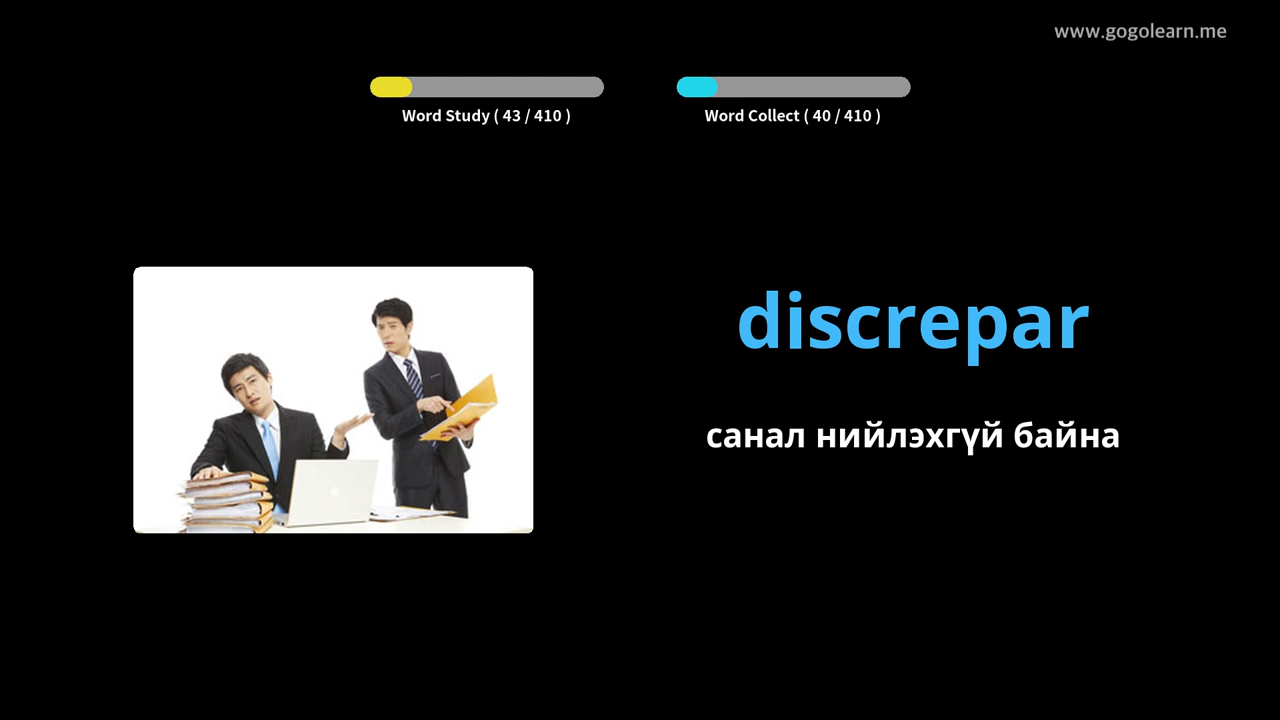 www.gogolearn.me
Word Study ( 43 / 410 )
Word Collect ( 40 / 410 )
discrepar
санал нийлэхгүй байна